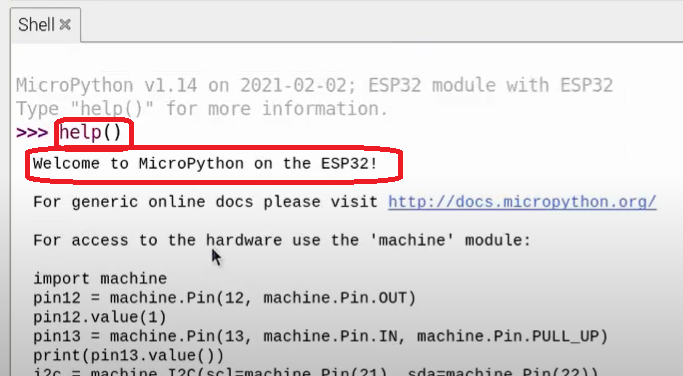 Shell ×
MicroPython v1.14 on 2021-02-02; ESP32 module with ESP32
Type "help()" for more information.
>>> help()
Welcome to MicroPython on the ESP32!
For generic online docs please visit http://docs.micropython.org/
For access to the hardware use the 'machine' module:
import machine
pin12 = machine.Pin(12, machine.Pin.OUT)
pin12.value(1)
pin13 = machine.Pin(13, machine.Pin.IN, machine.Pin.PULL_UP)
print(pin13.value())
i2c = machine.I2C(scl=machine.Pin(21), sda=machine.Pin(22))